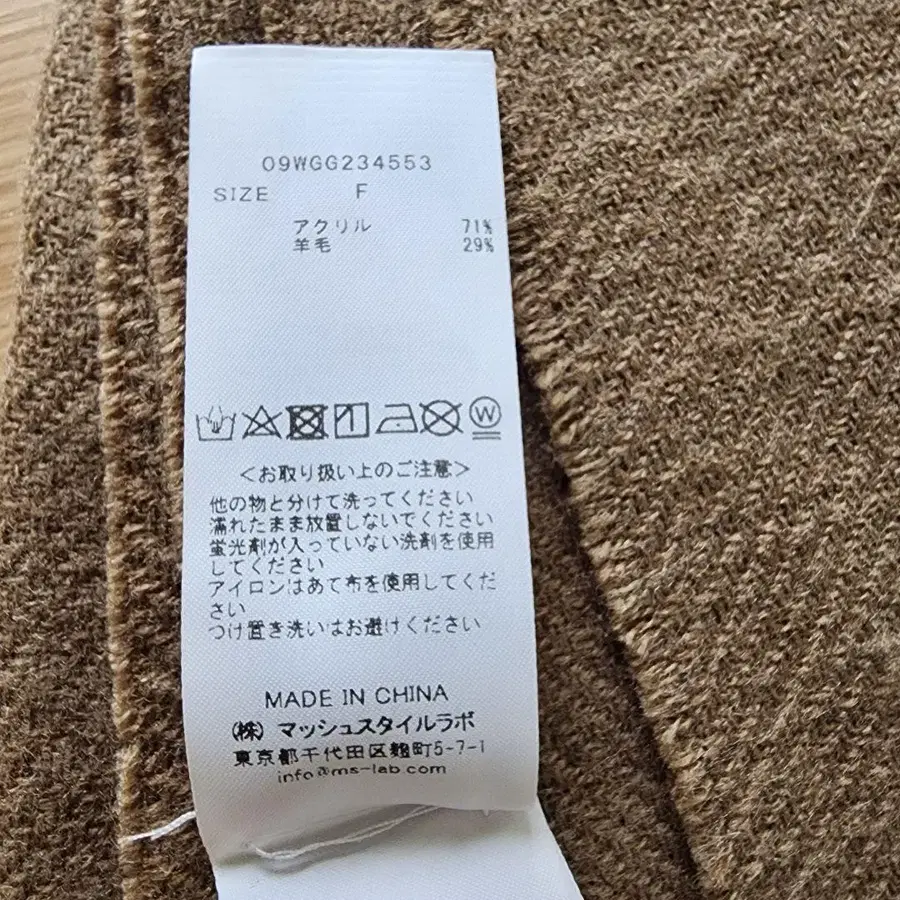 09WGG234553
SIZE F
アクリル 71%
羊毛 29%
W
<お取り扱い上のご注意>
他の物と分けて洗ってください
濡れたまま放置しないでください
蛍光剤が入っていない洗剤を使用
してください
アイロンはあて布を使用してくだ
さい
つけ置き洗いはお避けください
MADE IN CHINA
(株) マッシュスタイルラボ
東京都千代田区麹町5-7-1
info@ms-lab.com